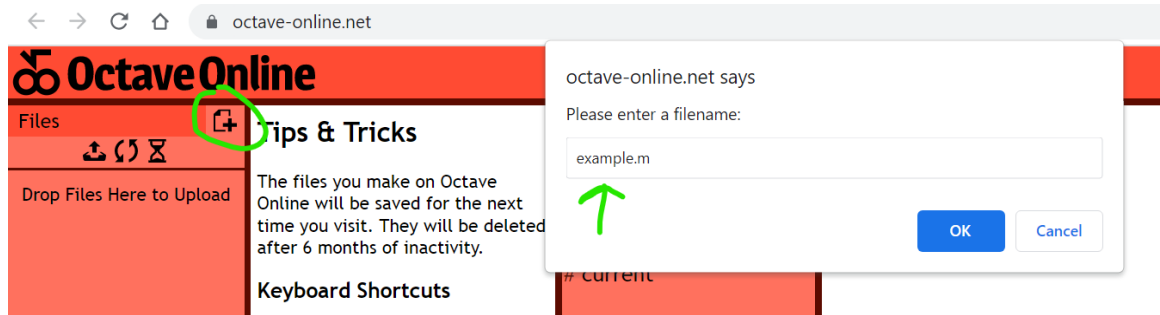 octave-online.net
Octave Online
Files
Drop Files Here to Upload
Tips & Tricks
The files you make on Octave
Online will be saved for the next
time you visit. They will be deleted
after 6 months of inactivity.
Keyboard Shortcuts
octave-online.net says
Please enter a filename:
example.m
OK
Cancel
# current